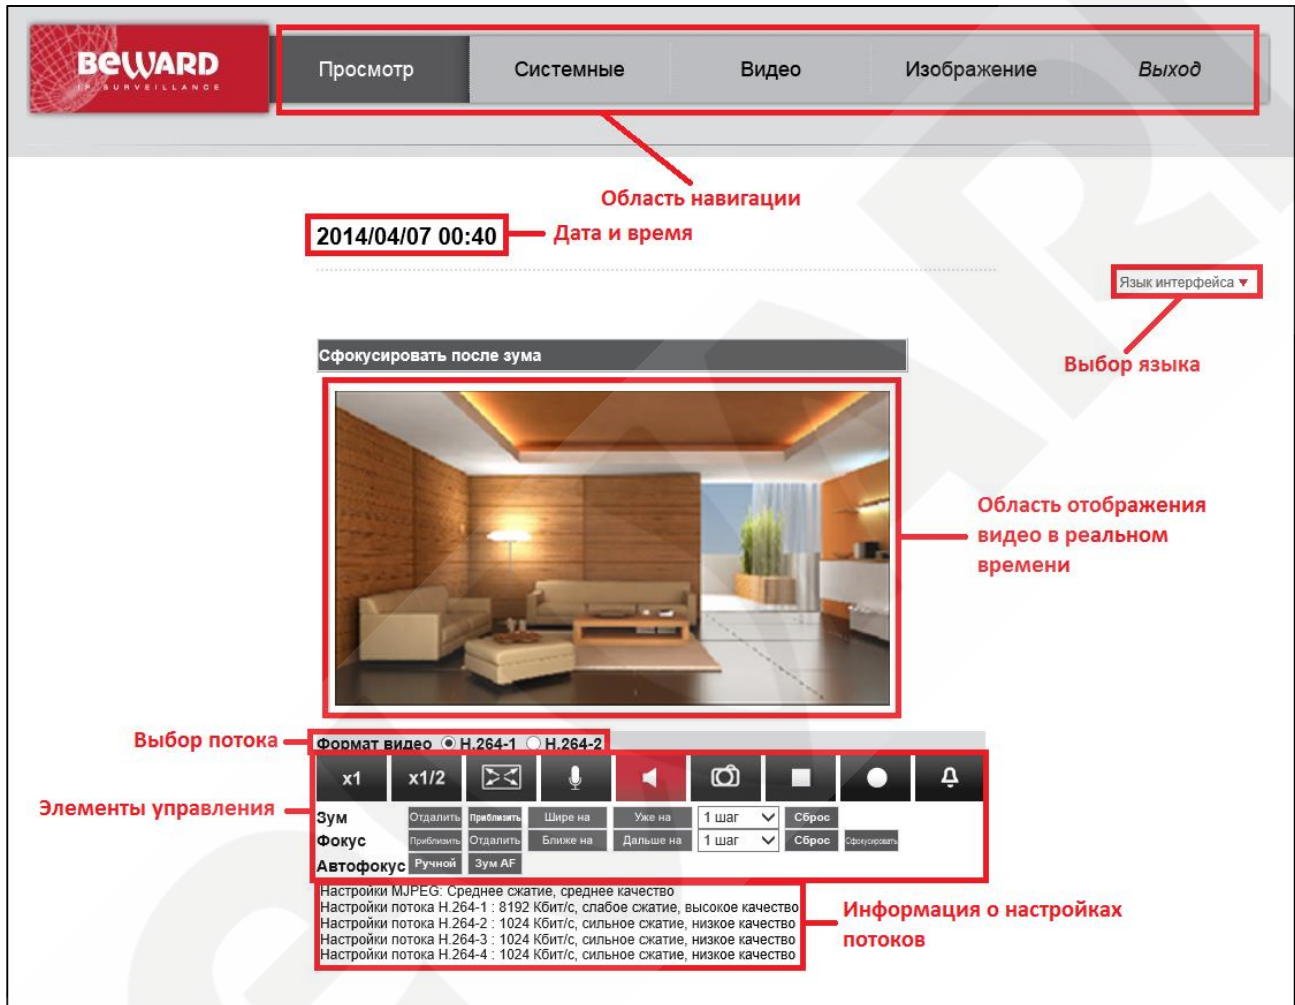 BEWARD
IP SURVEILLANCE
Просмотр
Системные
Видео
Изображение
Выход
Область навигации
2014/04/07 00:40
Дата и время
Язык интерфейса
Выбор языка
Сфокусировать после зума
Область отображения
видео в реальном
времени
Выбор потока
Формат видео H.264-1 H.264-2
Элементы управления
x1 x1/2
Зум Отдалить Приблизить Шире на Уже на 1 шаг Сброс
Фокус Приблизить Отдалить Ближе на Дальше на 1 шаг Сброс Сфокусировать
Автофокус Ручной Зум AF
Настройки MJPEG: Среднее сжатие, среднее качество
Настройки потока H.264-1 : 8192 Кбит/с, слабое сжатие, высокое качество
Настройки потока H.264-2 : 1024 Кбит/с, сильное сжатие, низкое качество
Настройки потока H.264-3 : 1024 Кбит/с, сильное сжатие, низкое качество
Настройки потока H.264-4 : 1024 Кбит/с, сильное сжатие, низкое качество
Информация о настройках
потоков